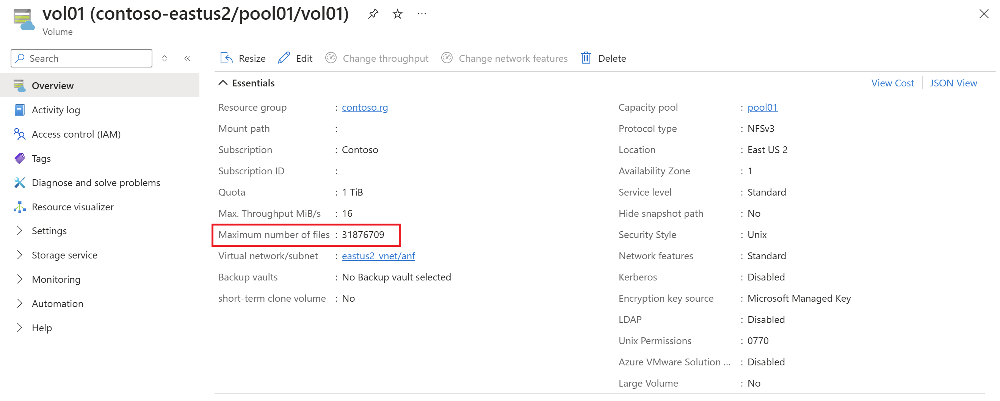 vol01 (contoso-eastus2/pool01/vol01)
Volume
Search
Overview
Activity log
Access control (IAM)
Tags
Diagnose and solve problems
Resource visualizer
Settings
Storage service
Monitoring
Automation
Help
Resize Edit Change throughput Change network features Delete
Essentials
View Cost JSON View
Resource group : contoso.rg
Mount path :
Subscription : Contoso
Subscription ID :
Quota : 1 TiB
Max. Throughput MiB/s : 16
Maximum number of files : 31876709
Virtual network/subnet : eastus2_vnet/anf
Backup vaults : No Backup vault selected
short-term clone volume : No
Capacity pool : pool01
Protocol type : NFSv3
Location : East US 2
Availability Zone : 1
Service level : Standard
Hide snapshot path : No
Security Style : Unix
Network features : Standard
Kerberos : Disabled
Encryption key source : Microsoft Managed Key
LDAP : Disabled
Unix Permissions : 0770
Azure VMware Solution ... : Disabled
Large Volume : No